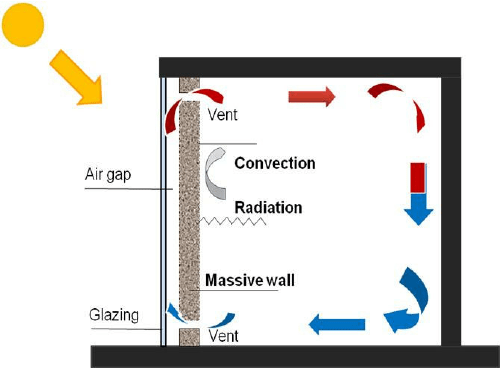 Vent
Convection
Air gap
Radiation
Massive wall
Glazing
Vent